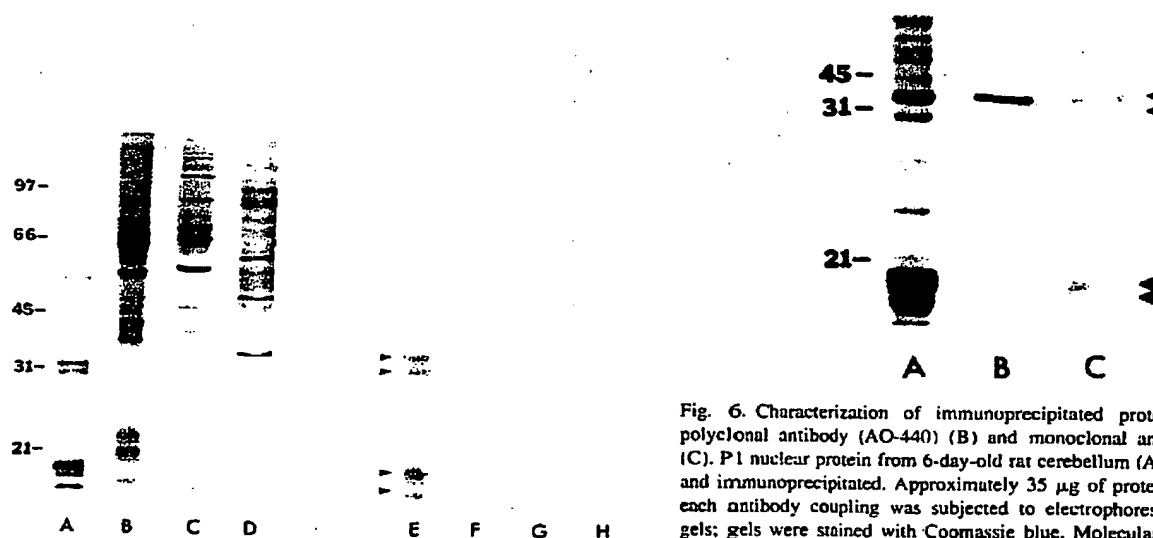 97–
66–
45–
31–
21–
A B C D E F G H
45–
31–
21–
A B C
Fig. 6. Characterization of immunoprecipitated prot
polyclonal antibody (AO-440) (B) and monoclonal an
(C). P1 nuclear protein from 6-day-old rat cerebellum (A
and immunoprecipitated. Approximately 35 µg of prote
each antibody coupling was subjected to electrophores
gels; gels were stained with Coomassie blue. Molecular